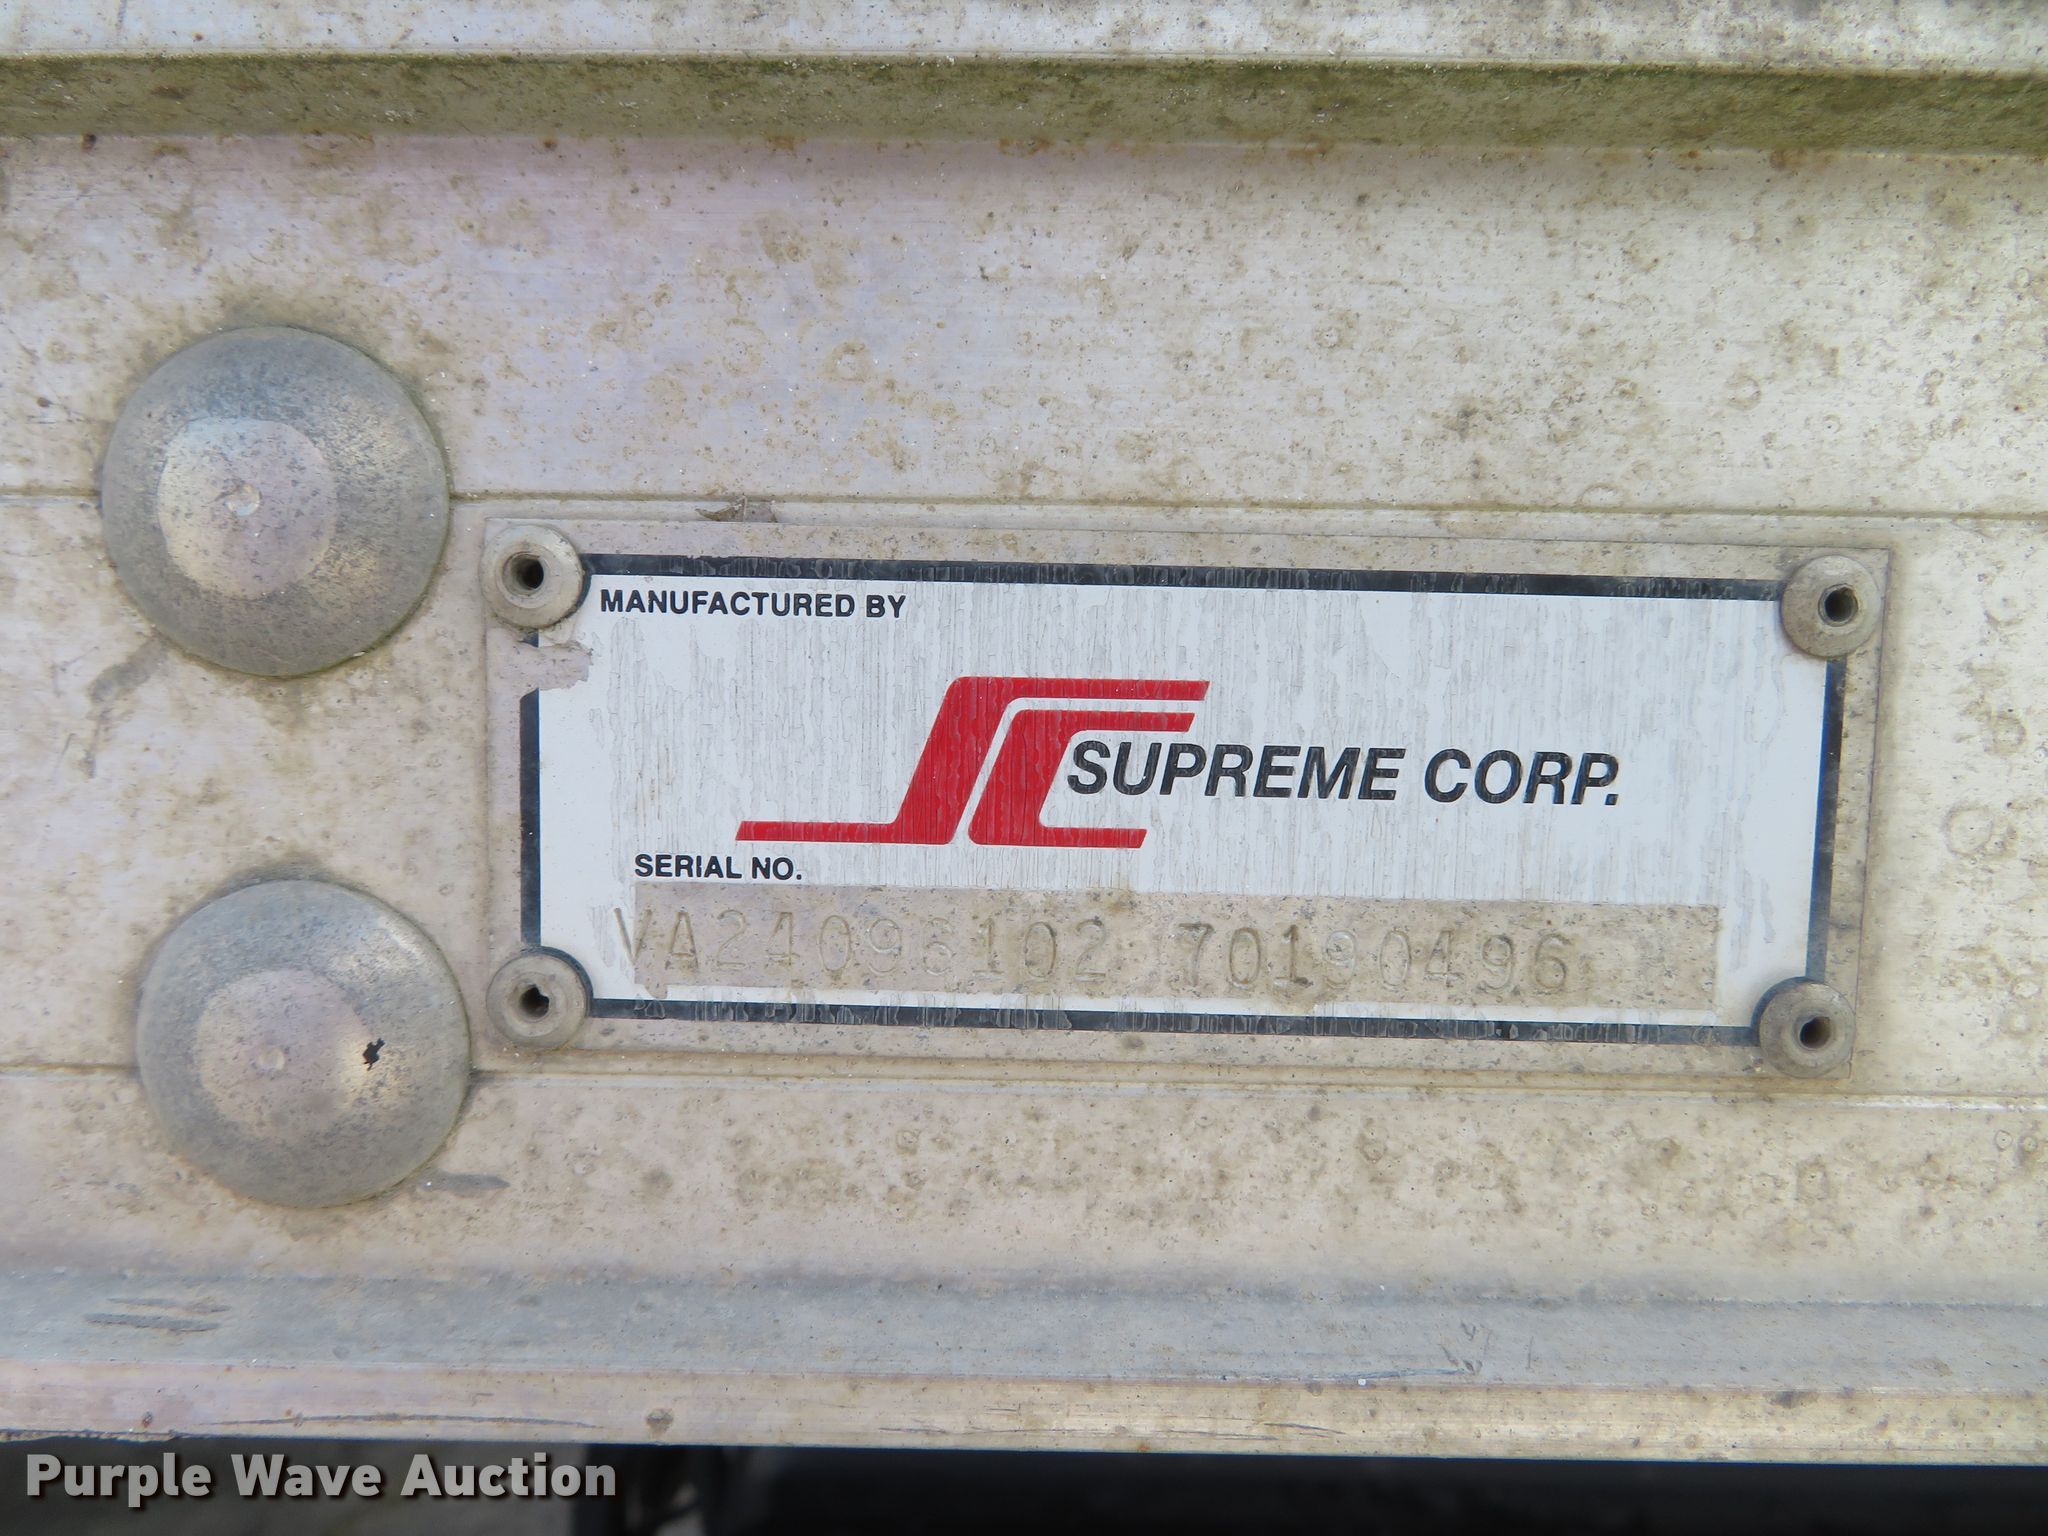 MANUFACTURED BY
SUPREME CORP.
SERIAL NO.
VA24096102 70190496
Purple Wave Auction